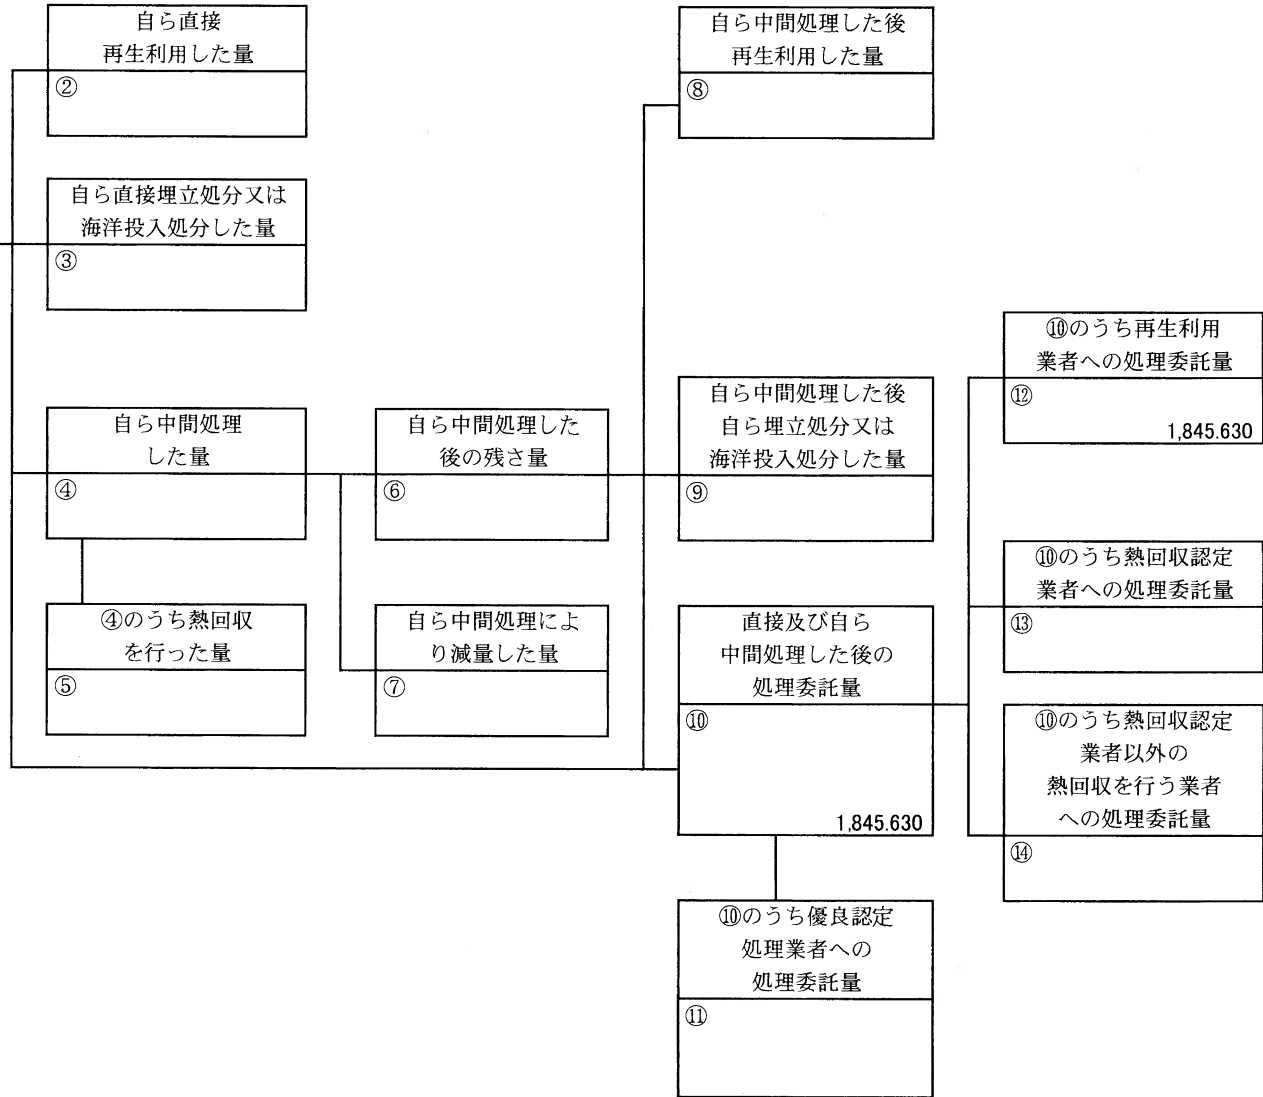 自ら直接
再生利用した量
②
自ら中間処理した後
再生利用した量
⑧
自ら直接埋立処分又は
海洋投入処分した量
③
⑩のうち再生利用
業者への処理委託量
⑫
1,845.630
自ら中間処理
した量
④
自ら中間処理した
後の残さ量
⑥
自ら中間処理した後
自ら埋立処分又は
海洋投入処分した量
⑨
⑩のうち熱回収認定
業者への処理委託量
⑬
④のうち熱回収
を行った量
⑤
自ら中間処理によ
り減量した量
⑦
直接及び自ら
中間処理した後の
処理委託量
⑩
1,845.630
⑩のうち熱回収認定
業者以外の
熱回収を行う業者
への処理委託量
⑭
⑩のうち優良認定
処理業者への
処理委託量
⑪